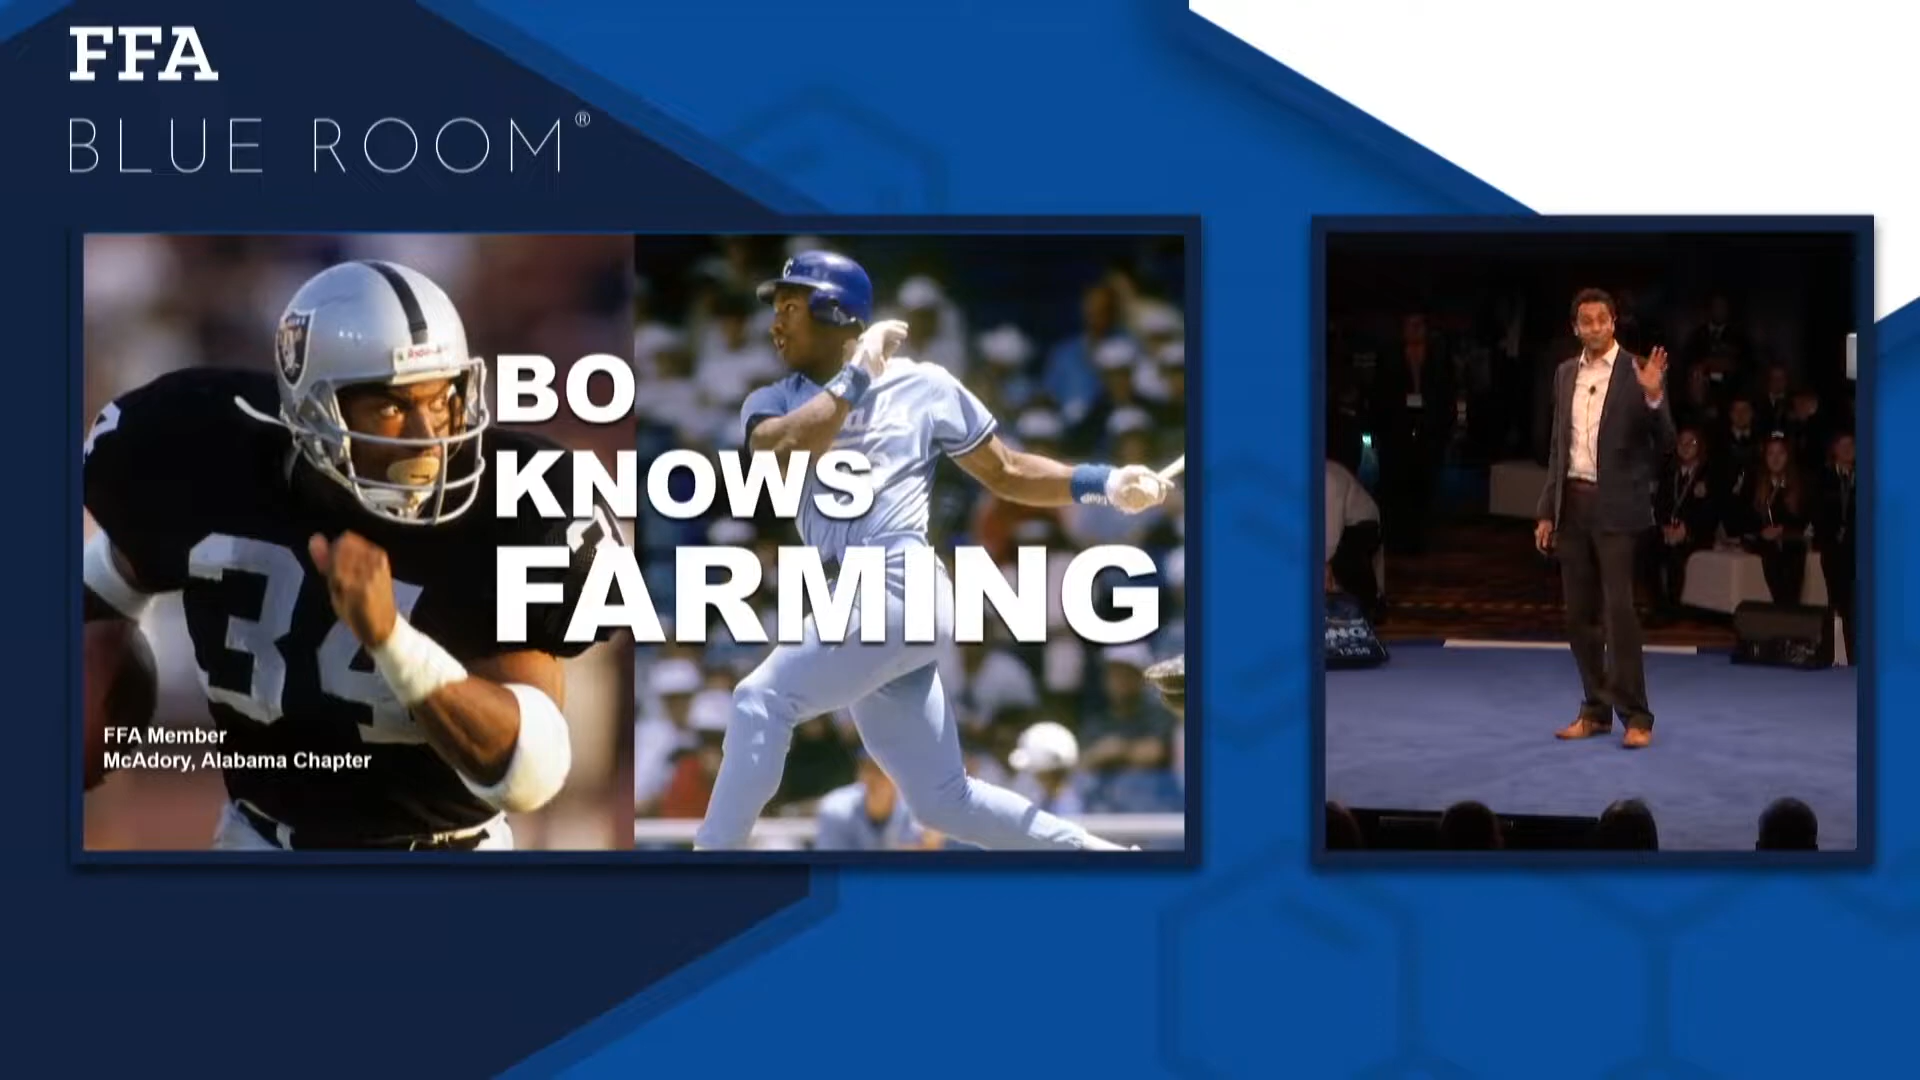 FFA
BLUE ROOM®
BO
KNOWS
FARMING
34
FFA Member
McAdory, Alabama Chapter